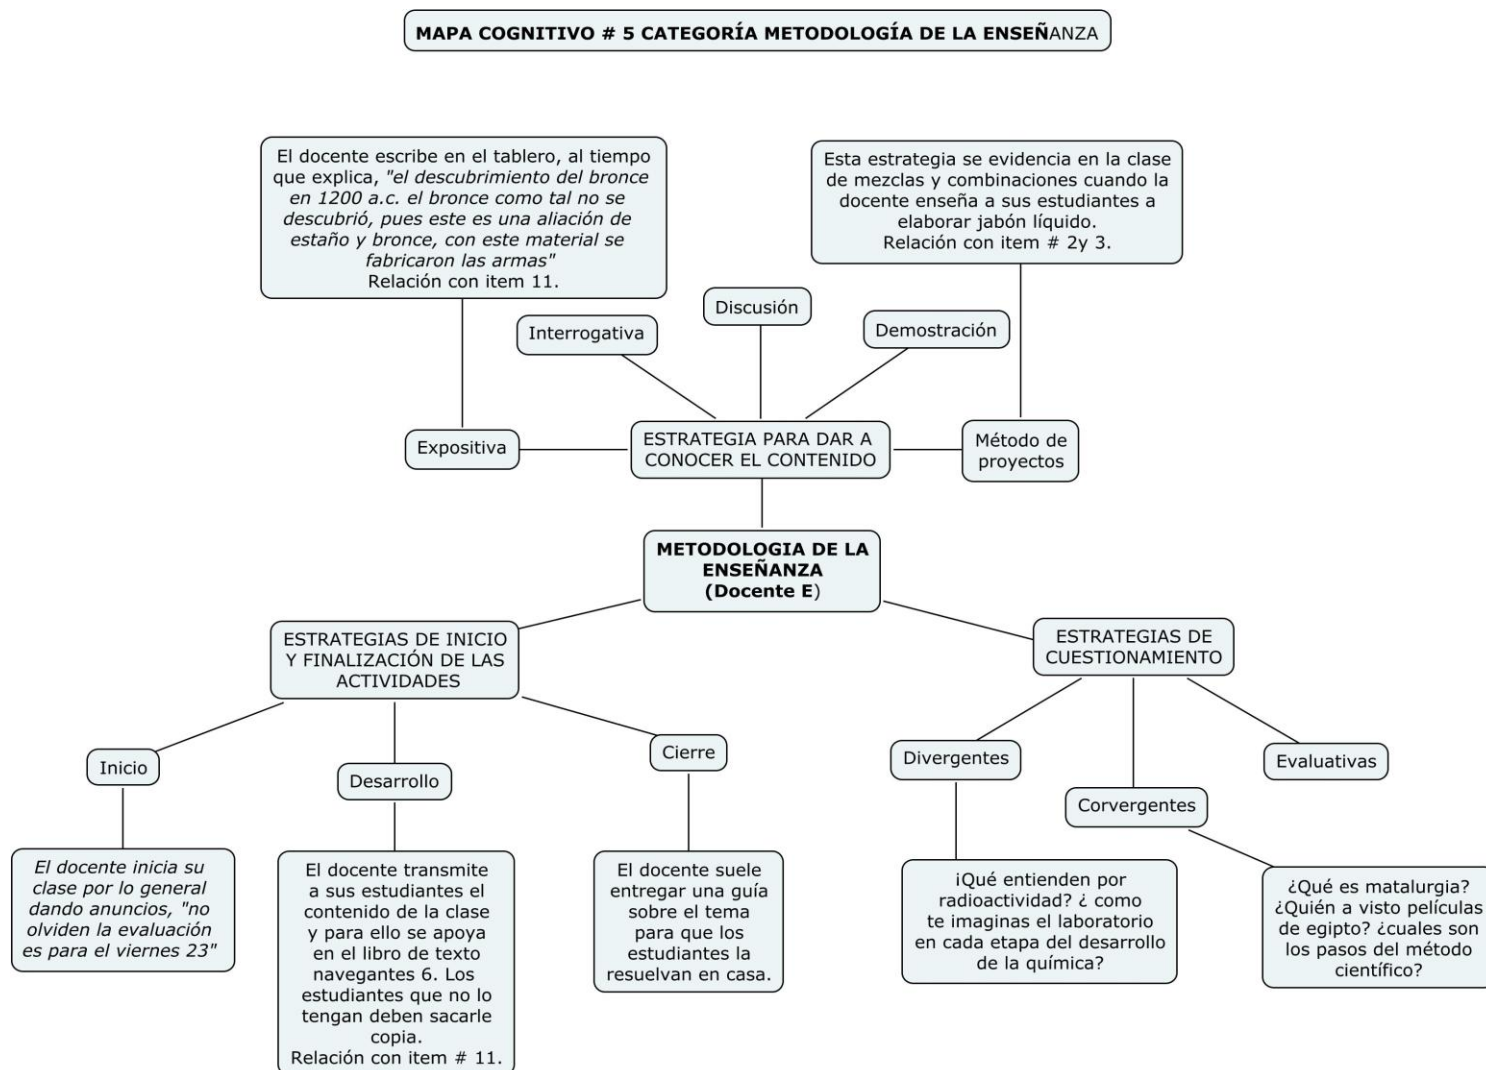 MAPA COGNITIVO # 5 CATEGORÍA METODOLOGÍA DE LA ENSEÑANZA
El docente escribe en el tablero, al tiempo
que explica, "el descubrimiento del bronce
en 1200 a.c. el bronce como tal no se
descubrió, pues este es una aliación de
estaño y bronce, con este material se
fabricaron las armas"
Relación con item 11.
Esta estrategia se evidencia en la clase
de mezclas y combinaciones cuando la
docente enseña a sus estudiantes a
elaborar jabón líquido.
Relación con item # 2y 3.
Interrogativa
Discusión
Demostración
Expositiva
ESTRATEGIA PARA DAR A
CONOCER EL CONTENIDO
Método de
proyectos
METODOLOGIA DE LA
ENSEÑANZA
(Docente E)
ESTRATEGIAS DE INICIO
Y FINALIZACIÓN DE LAS
ACTIVIDADES
ESTRATEGIAS DE
CUESTIONAMIENTO
Inicio
Desarrollo
Cierre
Divergentes
Corvergentes
Evaluativas
El docente inicia su
clase por lo general
dando anuncios, "no
olviden la evaluación
es para el viernes 23"
El docente transmite
a sus estudiantes el
contenido de la clase
y para ello se apoya
en el libro de texto
navegantes 6. Los
estudiantes que no lo
tengan deben sacarle
copia.
Relación con item # 11.
El docente suele
entregar una guía
sobre el tema
para que los
estudiantes la
resuelvan en casa.
¡Qué entienden por
radioactividad? ¿ como
te imaginas el laboratorio
en cada etapa del desarrollo
de la química?
¿Qué es matalurgia?
¿Quién a visto películas
de egipto? ¿cuales son
los pasos del método
científico?